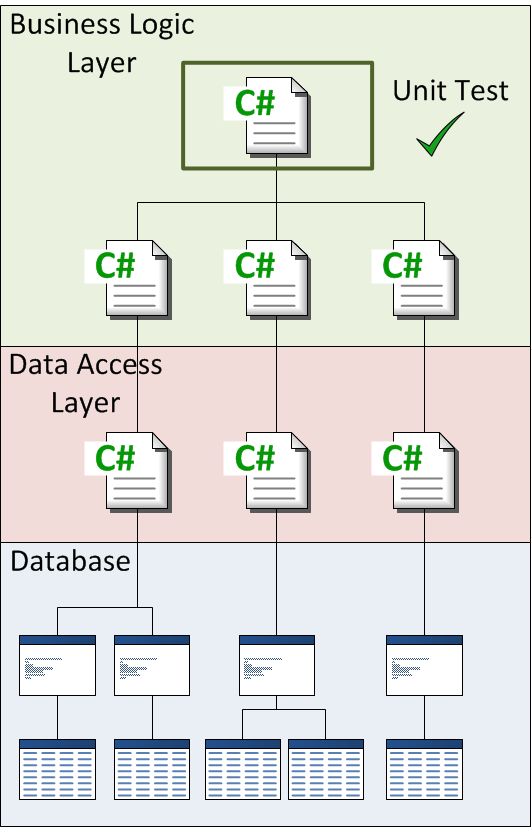 Business Logic
Layer
C#
Unit Test
C#
C#
C#
Data Access
Layer
C#
C#
C#
Database